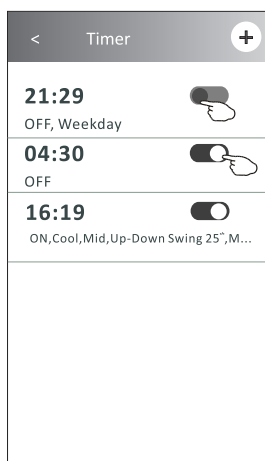 < Timer +
21:29
OFF, Weekday
04:30
OFF
16:19
ON,Cool,Mid,Up-Down Swing 25°,M...